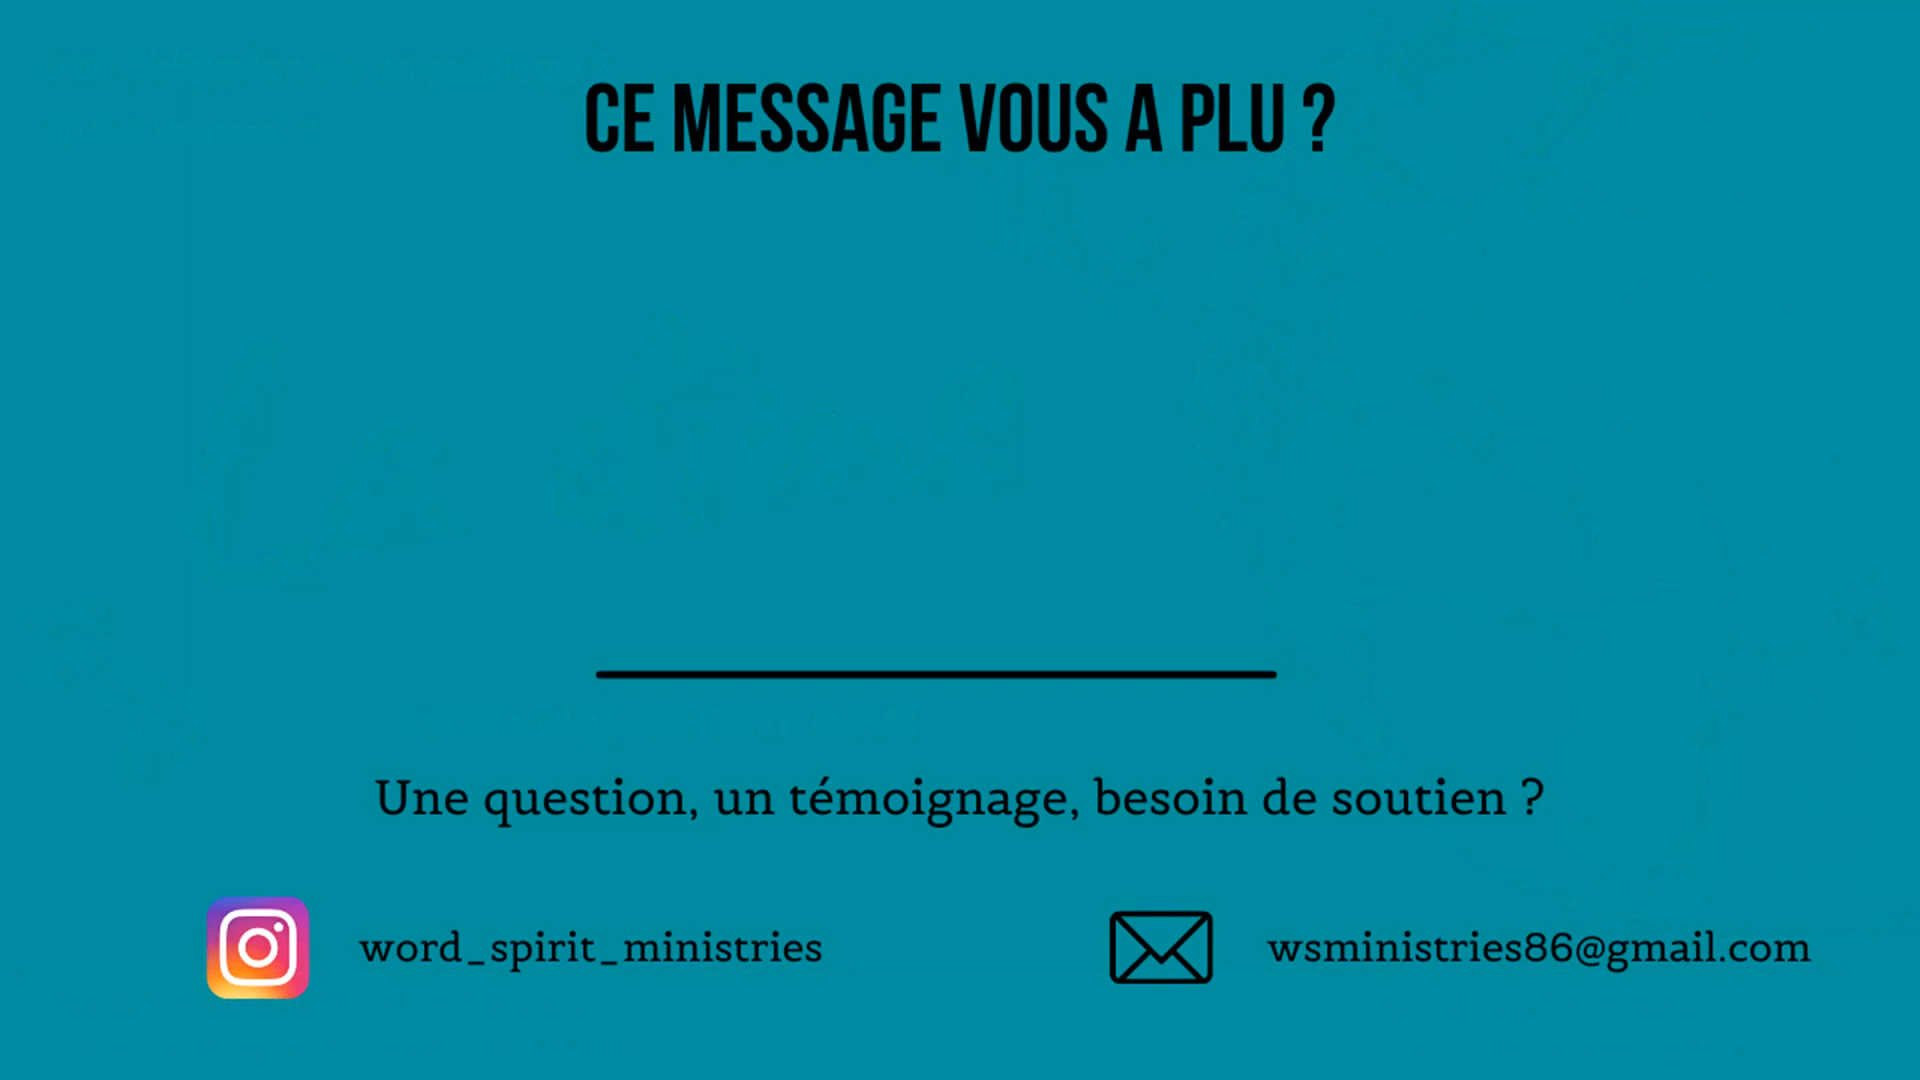 CE MESSAGE VOUS A PLU ?
Une question, un témoignage, besoin de soutien ?
word_spirit_ministries
wsministries86@gmail.com